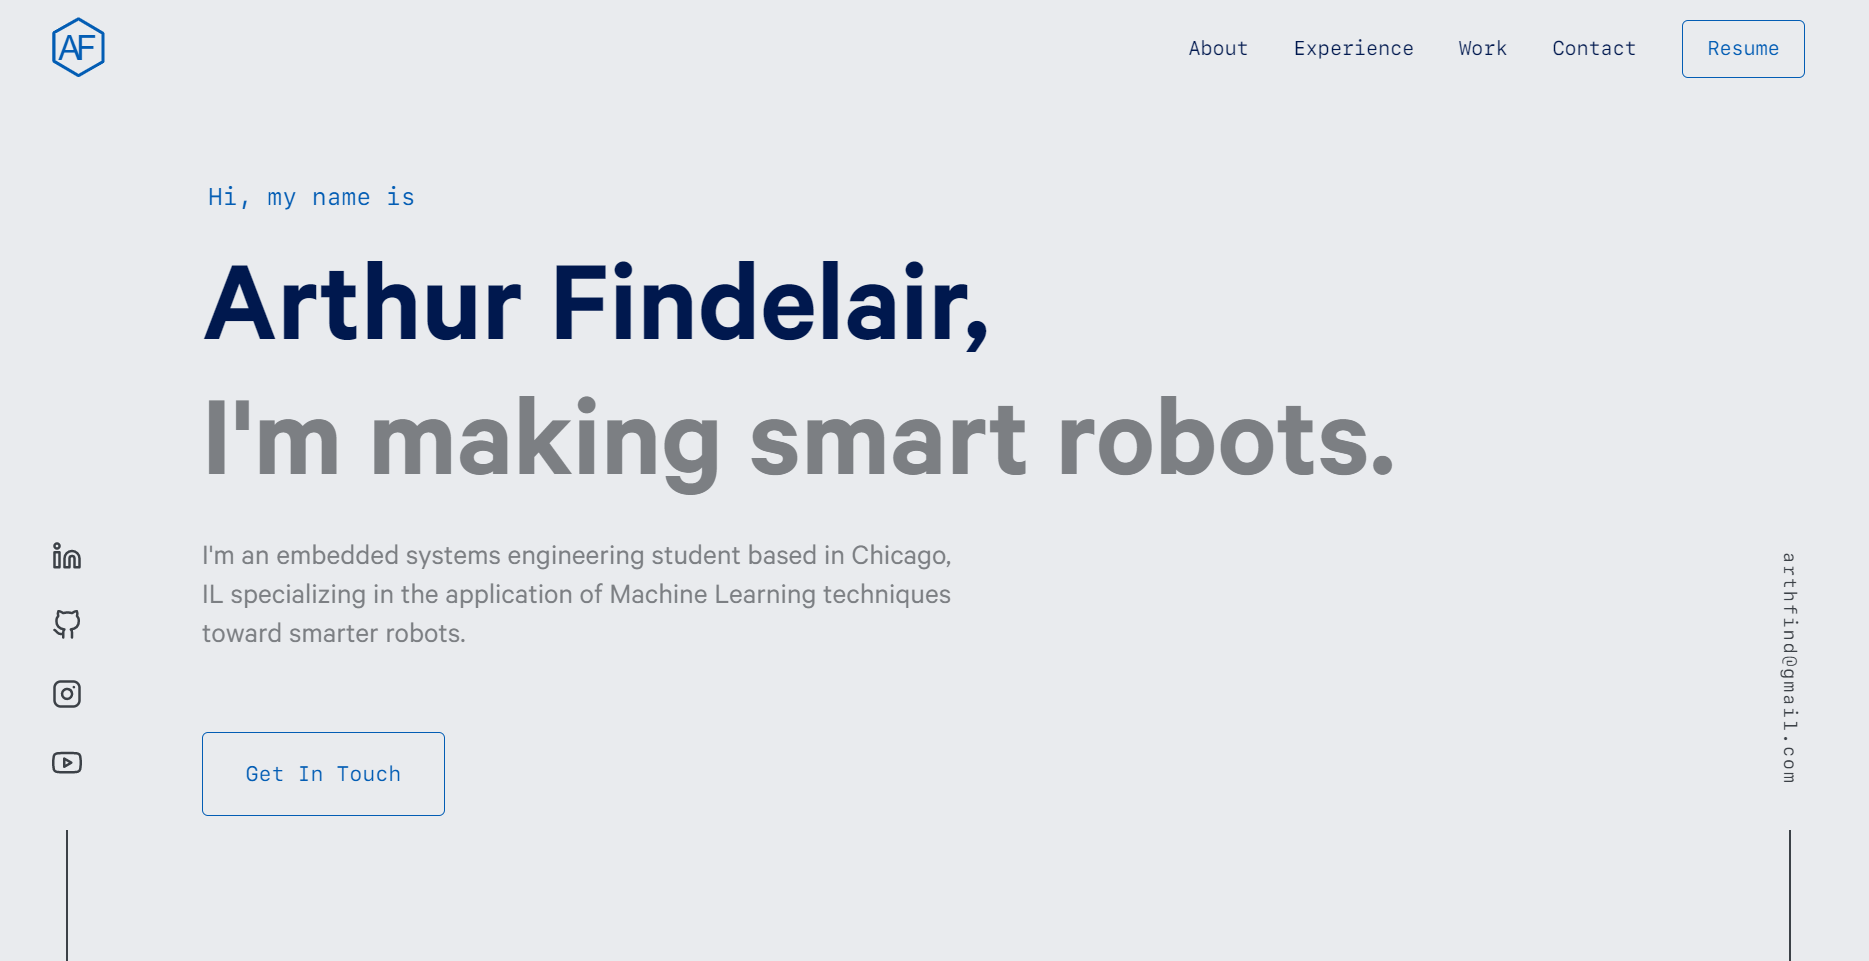 AF
About
Experience
Work
Contact
Resume
Hi, my name is
Arthur Findelair,
I'm making smart robots.
I'm an embedded systems engineering student based in Chicago,
IL specializing in the application of Machine Learning techniques
toward smarter robots.
Get In Touch
arthfind@gmail.com